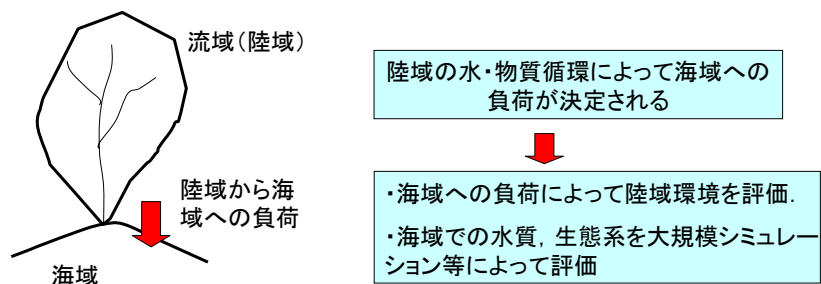 流域(陸域)
陸域から海
域への負荷
海域
陸域の水・物質循環によって海域への
負荷が決定される
・海域への負荷によって陸域環境を評価.
・海域での水質, 生態系を大規模シミュレー
ション等によって評価